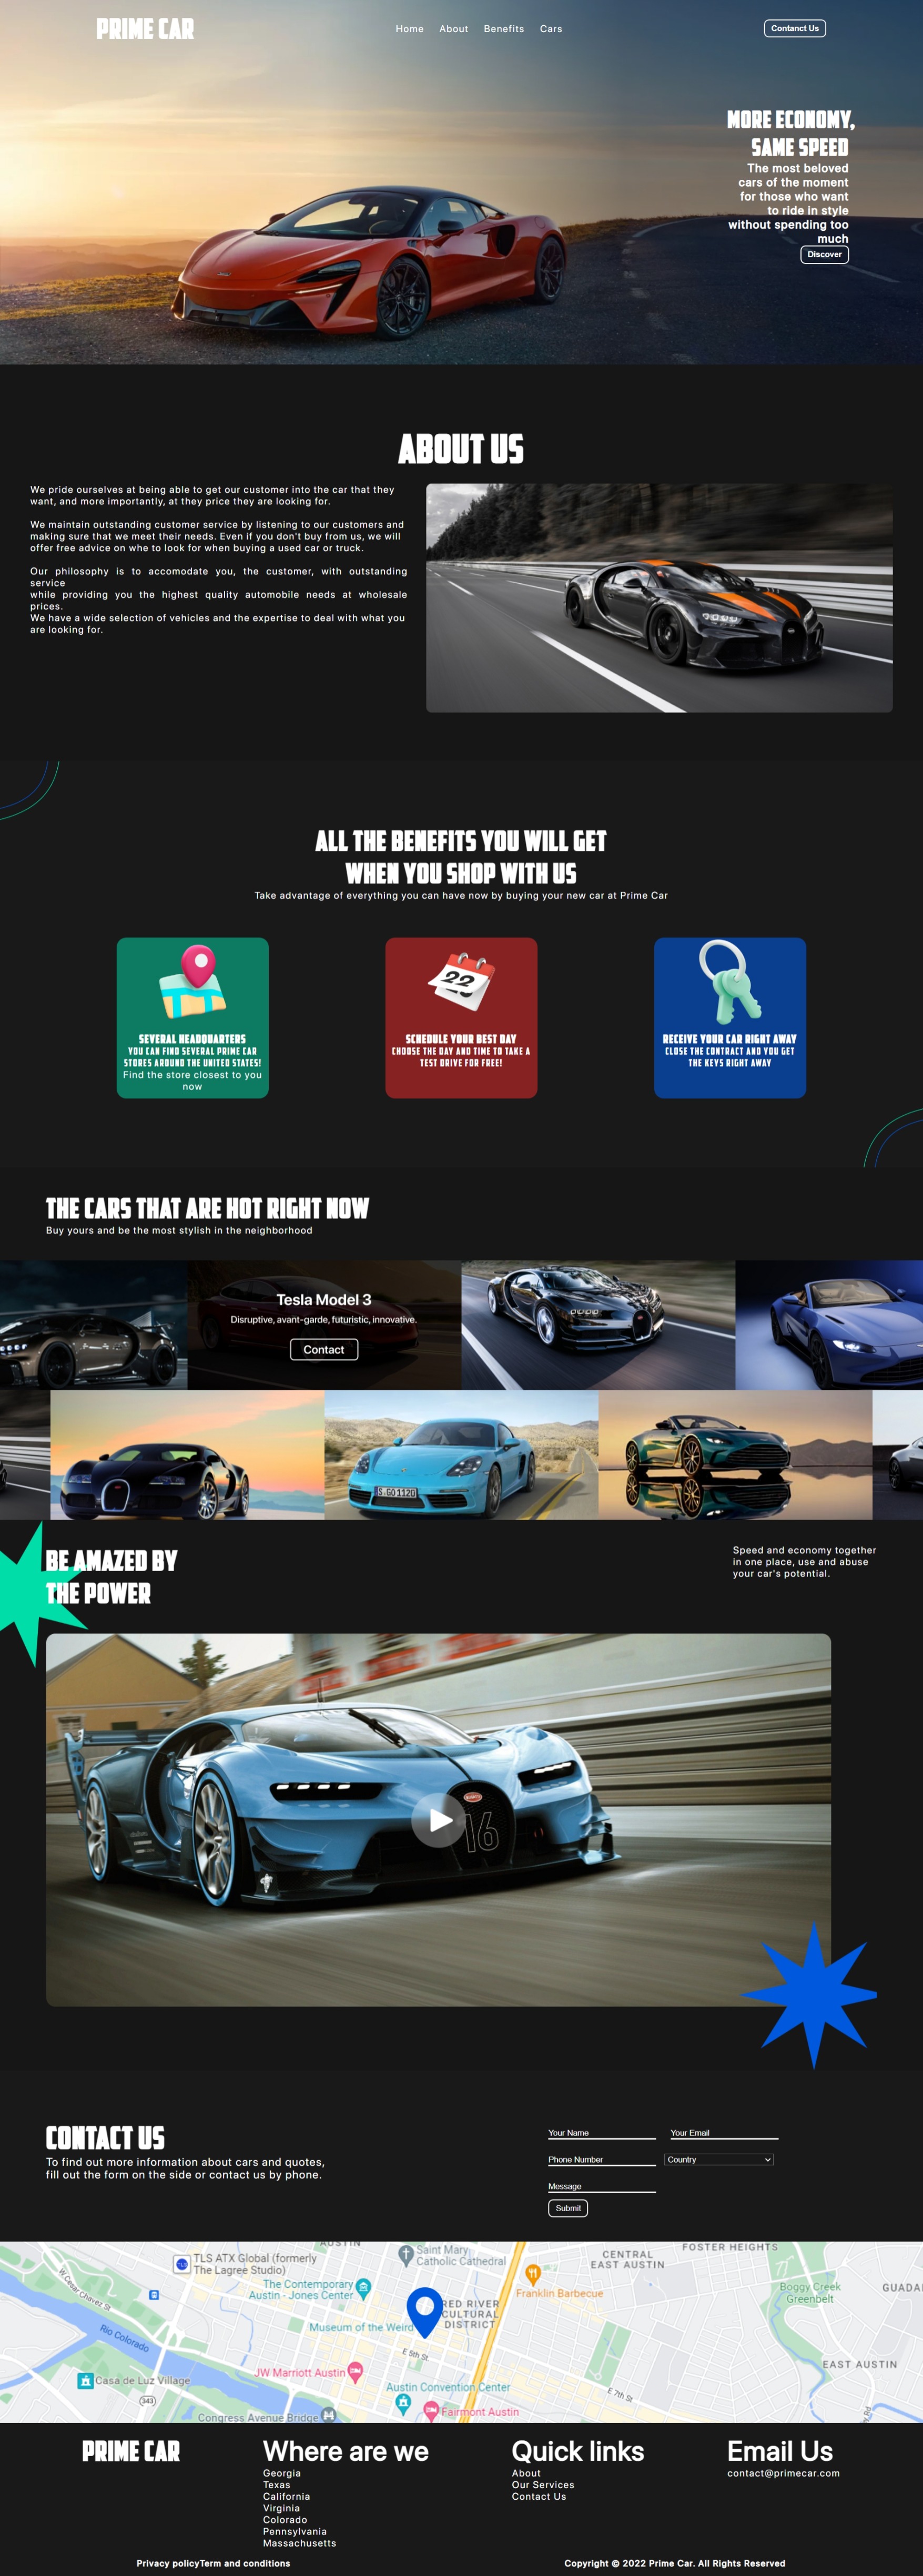 PRIME CAR
Home About Benefits Cars
Contanct Us
MORE ECONOMY,
SAME SPEED
The most beloved
cars of the moment
for those who want
to ride in style
without spending too
much
Discover
ABOUT US
We pride ourselves at being able to get our customer into the car that they
want, and more importantly, at they price they are looking for.
We maintain outstanding customer service by listening to our customers and
making sure that we meet their needs. Even if you don't buy from us, we will
offer free advice on whe to look for when buying a used car or truck.
Our philosophy is to accomodate you, the customer, with outstanding
service
while providing you the highest quality automobile needs at wholesale
prices.
We have a wide selection of vehicles and the expertise to deal with what you
are looking for.
ALL THE BENEFITS YOU WILL GET
WHEN YOU SHOP WITH US
Take advantage of everything you can have now by buying your new car at Prime Car
SEVERAL HEADQUARTERS
YOU CAN FIND SEVERAL PRIME CAR
STORES AROUND THE UNITED STATES!
Find the store closest to you
now
22
SCHEDULE YOUR BEST DAY
CHOOSE THE DAY AND TIME TO TAKE A
TEST DRIVE FOR FREE!
RECEIVE YOUR CAR RIGHT AWAY
CLOSE THE CONTRACT AND YOU GET
THE KEYS RIGHT AWAY
THE CARS THAT ARE HOT RIGHT NOW
Buy yours and be the most stylish in the neighborhood
Tesla Model 3
Disruptive, avant-garde, futuristic, innovative.
Contact
S GO 1120
BE AMAZED BY
THE POWER
Speed and economy together
in one place, use and abuse
your car's potential.
16
CONTACT US
To find out more information about cars and quotes,
fill out the form on the side or contact us by phone.
Your Name
Your Email
Phone Number
Country
Message
Submit
AUSTIN
TLS ATX Global (formerly
The Lagree Studio)
TLS
Saint Mary
Catholic Cathedral
CENTRAL
EAST AUSTIN
FOSTER HEIGHTS
W Cesar Chavez St
The Contemporary
Austin - Jones Center
Franklin Barbecue
Boggy Creek
Greenbelt
GUADA
RED RIVER
CULTURAL
DISTRICT
Museum of the Weird
Rio Colorado
E 5th St
JW Marriott Austin
EAST AUSTIN
Casa de Luz Village
Austin Convention Center
E 7th St
343
Congress Avenue Bridge
Fairmont Austin
PRIME CAR
Where are we
Georgia
Texas
California
Virginia
Colorado
Pennsylvania
Massachusetts
Quick links
About
Our Services
Contact Us
Email Us
contact@primecar.com
Privacy policyTerm and conditions
Copyright © 2022 Prime Car. All Rights Reserved